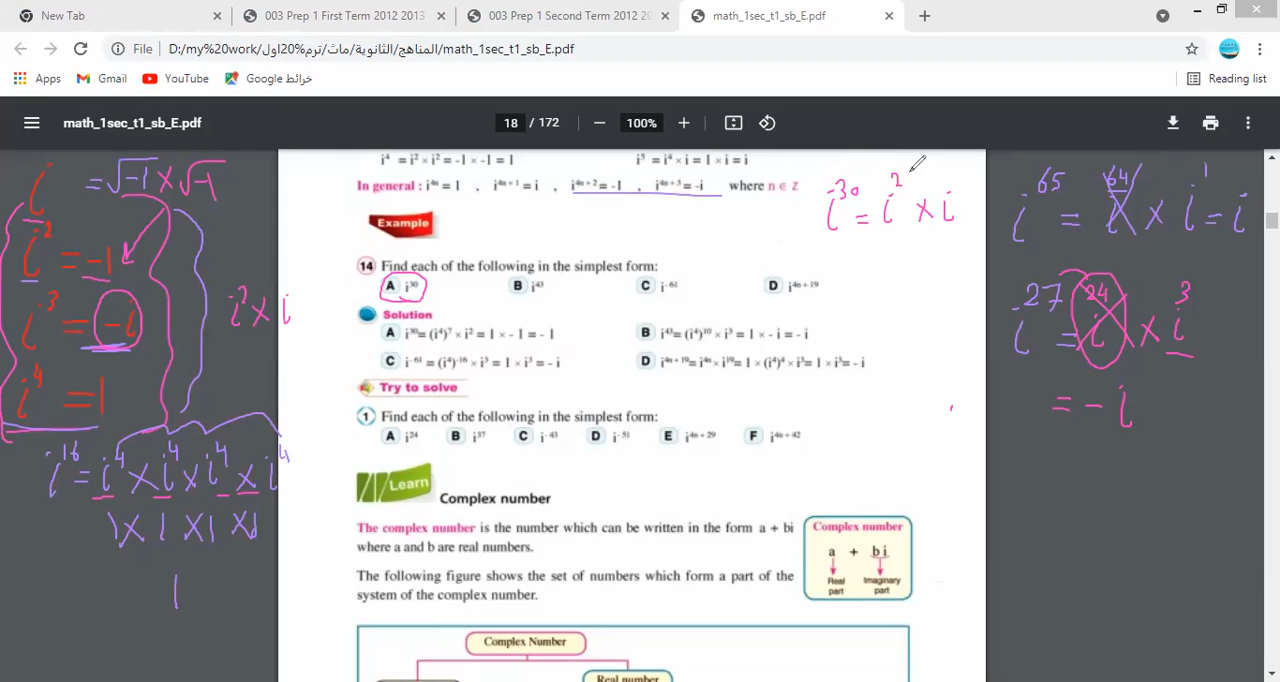 New Tab
003 Prep 1 First Term 2012 2013
003 Prep 1 Second Term 2012 20
math_1sec_t1_sb_E.pdf
File D:/my%20work/المناهج/الثانوية/ماث/ترم%20اول/math_1sec_t1_sb_E.pdf
Apps Gmail YouTube خرائط Google Reading list
math_1sec_t1_sb_E.pdf 18 / 172 100%
i⁴ = i² × i² = -1 × -1 = 1 i⁵ = i⁴ × i = 1 × i = i
In general : i⁴ⁿ = 1 , i⁴ⁿ⁺¹ = i , i⁴ⁿ⁺² = -1 , i⁴ⁿ⁺³ = -i where n ∈ Z
Example
14 Find each of the following in the simplest form:
A i³⁰ B i⁴³ C i⁻⁶¹ D i⁴ⁿ⁺¹⁹
Solution
A i³⁰ = (i⁴)⁷ × i² = 1 × -1 = -1 B i⁴³ = (i⁴)¹⁰ × i³ = 1 × -i = -i
C i⁻⁶¹ = (i⁴)⁻¹⁶ × i³ = 1 × i³ = -i D i⁴ⁿ⁺¹⁹ = i⁴ⁿ × i¹⁹ = 1 × (i⁴)⁴ × i³ = 1 × i³ = -i
Try to solve
1 Find each of the following in the simplest form:
A i²⁴ B i³⁷ C i⁻⁴³ D i⁻⁵¹ E i⁴ⁿ⁺²⁹ F i⁴ⁿ⁺⁴²
Learn
Complex number
The complex number is the number which can be written in the form a + bi
where a and b are real numbers.
The following figure shows the set of numbers which form a part of the
system of the complex number.
Complex number
a + bi
Real part Imaginary part
Complex Number
Real number
i = √-1 × √-1
i² = -1
i³ = -i
i² × i
i⁴ = 1
i¹⁶ = i⁴ × i⁴ × i⁴ × i⁴
1 × 1 × 1 × 1
1
i³⁰ = i² × i
i⁶⁵ = i⁶⁴ × i¹ = i
i²⁷ = i²⁴ × i³
= - i